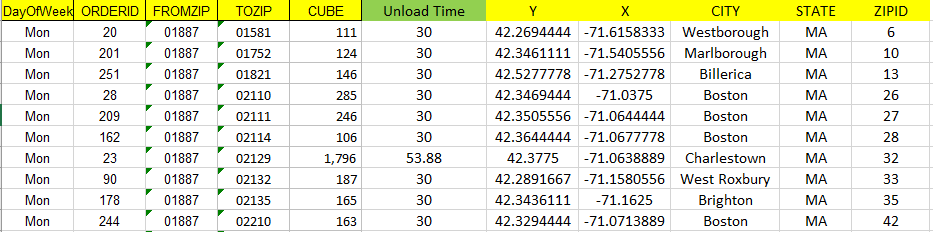 DayOfWeek ORDERID FROMZIP TOZIP CUBE Unload Time Y X CITY STATE ZIPID
Mon 20 01887 01581 111 30 42.2694444 -71.6158333 Westborough MA 6
Mon 201 01887 01752 124 30 42.3461111 -71.5405556 Marlborough MA 10
Mon 251 01887 01821 146 30 42.5277778 -71.2752778 Billerica MA 13
Mon 28 01887 02110 285 30 42.3469444 -71.0375 Boston MA 26
Mon 209 01887 02111 246 30 42.3505556 -71.0644444 Boston MA 27
Mon 162 01887 02114 106 30 42.3644444 -71.0677778 Boston MA 28
Mon 23 01887 02129 1,796 53.88 42.3775 -71.0638889 Charlestown MA 32
Mon 90 01887 02132 187 30 42.2891667 -71.1580556 West Roxbury MA 33
Mon 178 01887 02135 165 30 42.3436111 -71.1625 Brighton MA 35
Mon 244 01887 02210 163 30 42.3294444 -71.0713889 Boston MA 42